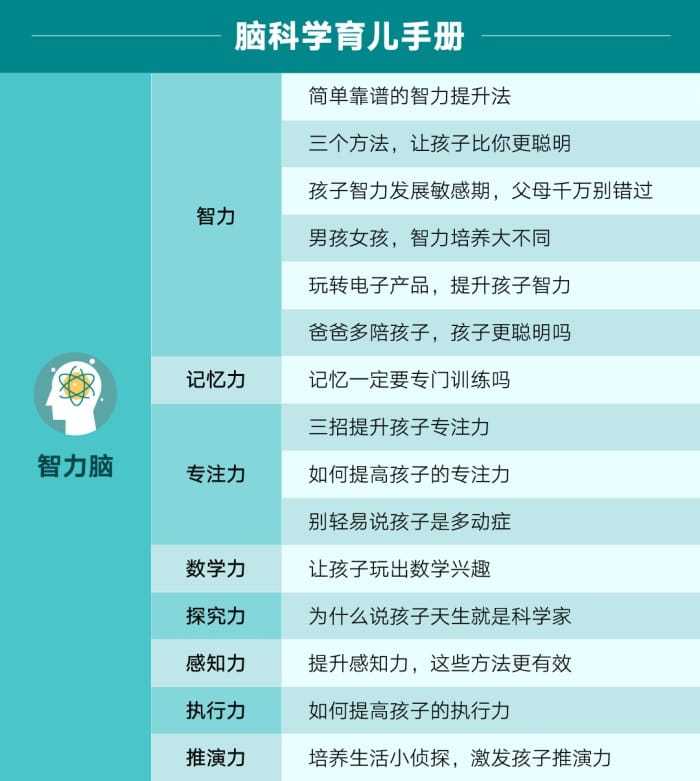 脑科学育儿手册
智力脑
智力
简单靠谱的智力提升法
三个方法，让孩子比你更聪明
孩子智力发展敏感期，父母千万别错过
男孩女孩，智力培养大不同
玩转电子产品，提升孩子智力
爸爸多陪孩子，孩子更聪明吗
记忆力
记忆一定要专门训练吗
专注力
三招提升孩子专注力
如何提高孩子的专注力
别轻易说孩子是多动症
数学力
让孩子玩出数学兴趣
探究力
为什么说孩子天生就是科学家
感知力
提升感知力，这些方法更有效
执行力
如何提高孩子的执行力
推演力
培养生活小侦探，激发孩子推演力